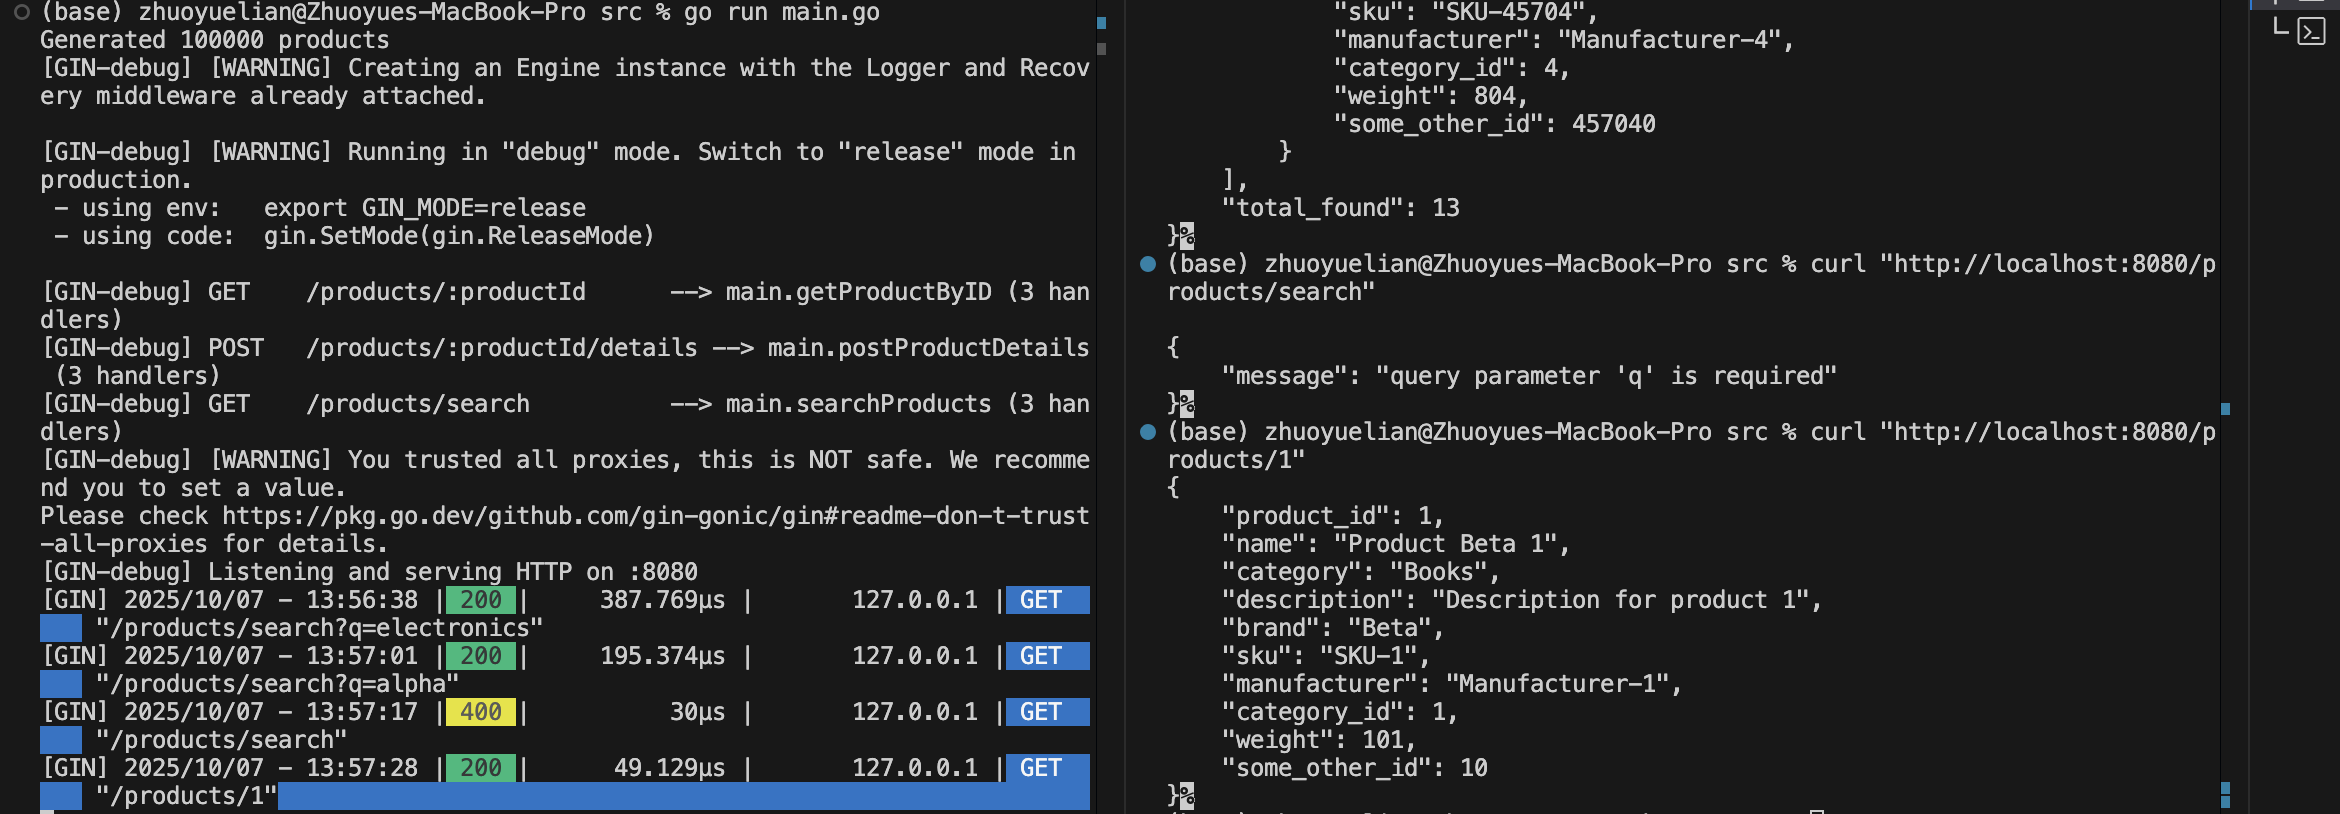 (base) zhuoyuelian@Zhuoyues-MacBook-Pro src % go run main.go
Generated 100000 products
[GIN-debug] [WARNING] Creating an Engine instance with the Logger and Recov
ery middleware already attached.

[GIN-debug] [WARNING] Running in "debug" mode. Switch to "release" mode in
production.
 - using env:   export GIN_MODE=release
 - using code:  gin.SetMode(gin.ReleaseMode)

[GIN-debug] GET    /products/:productId      --> main.getProductByID (3 han
dlers)
[GIN-debug] POST   /products/:productId/details --> main.postProductDetails
 (3 handlers)
[GIN-debug] GET    /products/search          --> main.searchProducts (3 han
dlers)
[GIN-debug] [WARNING] You trusted all proxies, this is NOT safe. We recomme
nd you to set a value.
Please check https://pkg.go.dev/github.com/gin-gonic/gin#readme-don-t-trust
-all-proxies for details.
[GIN-debug] Listening and serving HTTP on :8080
[GIN] 2025/10/07 - 13:56:38 | 200 |     387.769µs |       127.0.0.1 | GET
    "/products/search?q=electronics"
[GIN] 2025/10/07 - 13:57:01 | 200 |     195.374µs |       127.0.0.1 | GET
    "/products/search?q=alpha"
[GIN] 2025/10/07 - 13:57:17 | 400 |          30µs |       127.0.0.1 | GET
    "/products/search"
[GIN] 2025/10/07 - 13:57:28 | 200 |      49.129µs |       127.0.0.1 | GET
    "/products/1"
            "sku": "SKU-45704",
            "manufacturer": "Manufacturer-4",
            "category_id": 4,
            "weight": 804,
            "some_other_id": 457040
        }
    ],
    "total_found": 13
}%
(base) zhuoyuelian@Zhuoyues-MacBook-Pro src % curl "http://localhost:8080/p
roducts/search"

{
    "message": "query parameter 'q' is required"
}%
(base) zhuoyuelian@Zhuoyues-MacBook-Pro src % curl "http://localhost:8080/p
roducts/1"
{
    "product_id": 1,
    "name": "Product Beta 1",
    "category": "Books",
    "description": "Description for product 1",
    "brand": "Beta",
    "sku": "SKU-1",
    "manufacturer": "Manufacturer-1",
    "category_id": 1,
    "weight": 101,
    "some_other_id": 10
}%